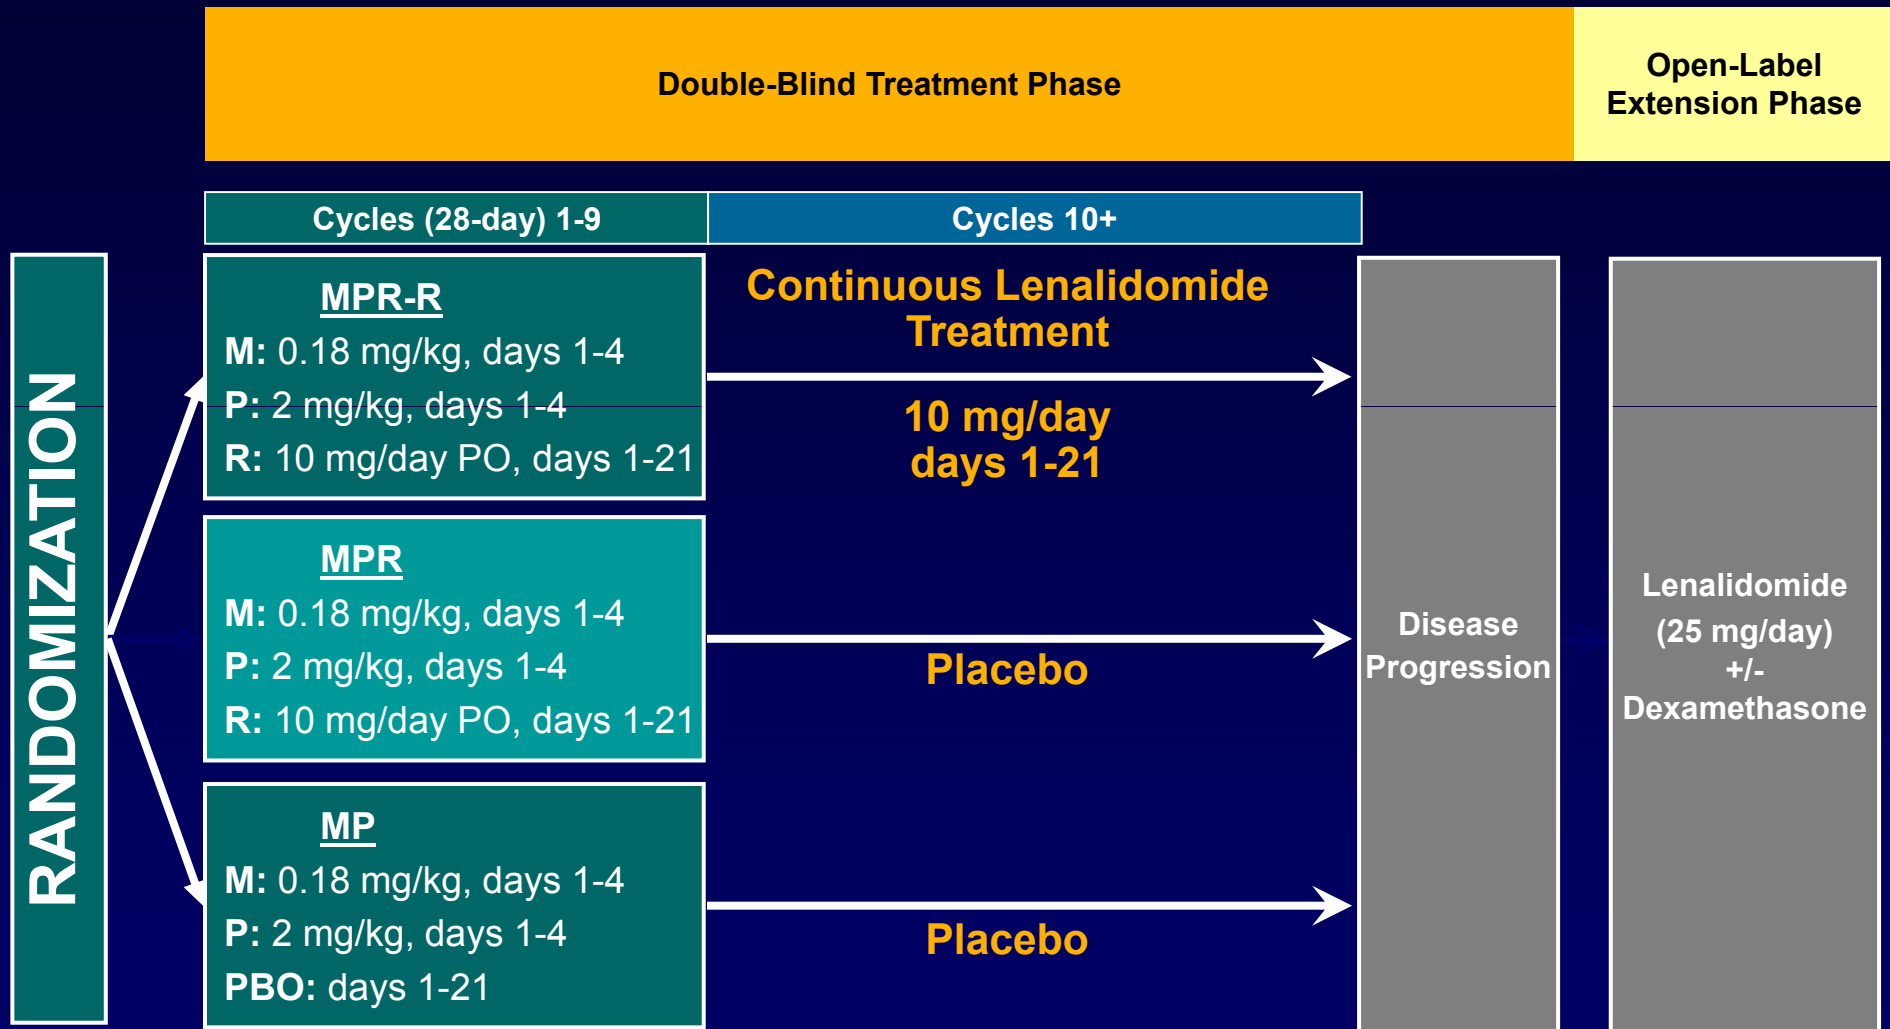 Double-Blind Treatment Phase
Open-Label
Extension Phase
Cycles (28-day) 1-9
Cycles 10+
RANDOMIZATION
MPR-R
M: 0.18 mg/kg, days 1-4
P: 2 mg/kg, days 1-4
R: 10 mg/day PO, days 1-21
Continuous Lenalidomide
Treatment
10 mg/day
days 1-21
MPR
M: 0.18 mg/kg, days 1-4
P: 2 mg/kg, days 1-4
R: 10 mg/day PO, days 1-21
Placebo
MP
M: 0.18 mg/kg, days 1-4
P: 2 mg/kg, days 1-4
PBO: days 1-21
Placebo
Disease
Progression
Lenalidomide
(25 mg/day)
+/-
Dexamethasone